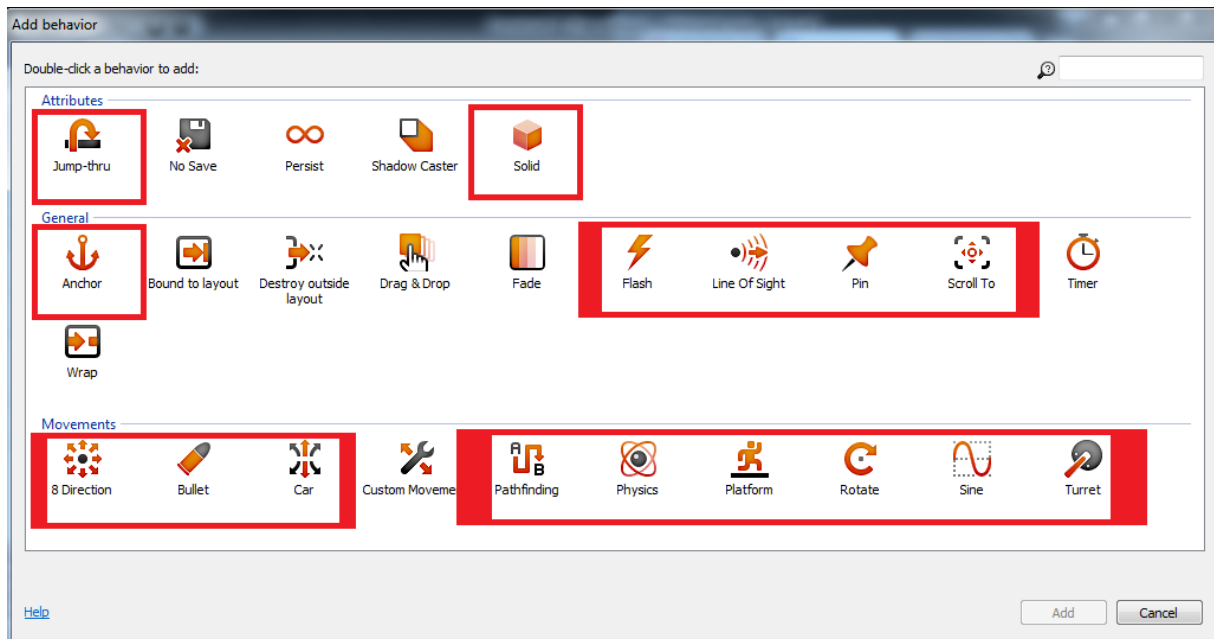 Add behavior
Double-click a behavior to add:
Attributes
Jump-thru No Save Persist Shadow Caster Solid
General
Anchor Bound to layout Destroy outside layout Drag & Drop Fade Flash Line Of Sight Pin Scroll To Timer
Wrap
Movements
8 Direction Bullet Car Custom Moveme Pathfinding Physics Platform Rotate Sine Turret
A
B
Help Add Cancel